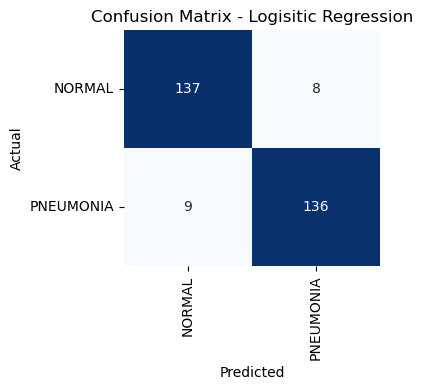 Confusion Matrix - Logisitic Regression
Actual
NORMAL 137 8
PNEUMONIA 9 136
NORMAL PNEUMONIA
Predicted